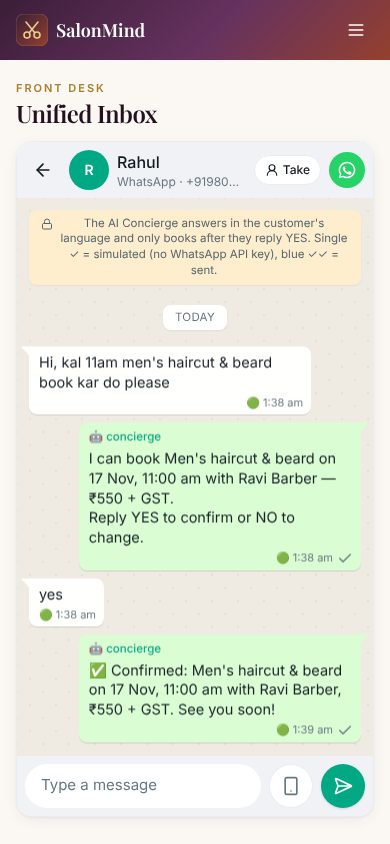 SalonMind
FRONT DESK
Unified Inbox
R
Rahul
WhatsApp · +91980...
Take
The AI Concierge answers in the customer's
language and only books after they reply YES. Single
✓ = simulated (no WhatsApp API key), blue ✓✓ =
sent.
TODAY
Hi, kal 11am men's haircut & beard
book kar do please
1:38 am
🤖 concierge
I can book Men's haircut & beard on
17 Nov, 11:00 am with Ravi Barber —
₹550 + GST.
Reply YES to confirm or NO to
change.
1:38 am ✓
yes
1:38 am
🤖 concierge
✅ Confirmed: Men's haircut & beard
on 17 Nov, 11:00 am with Ravi Barber,
₹550 + GST. See you soon!
1:39 am ✓
Type a message